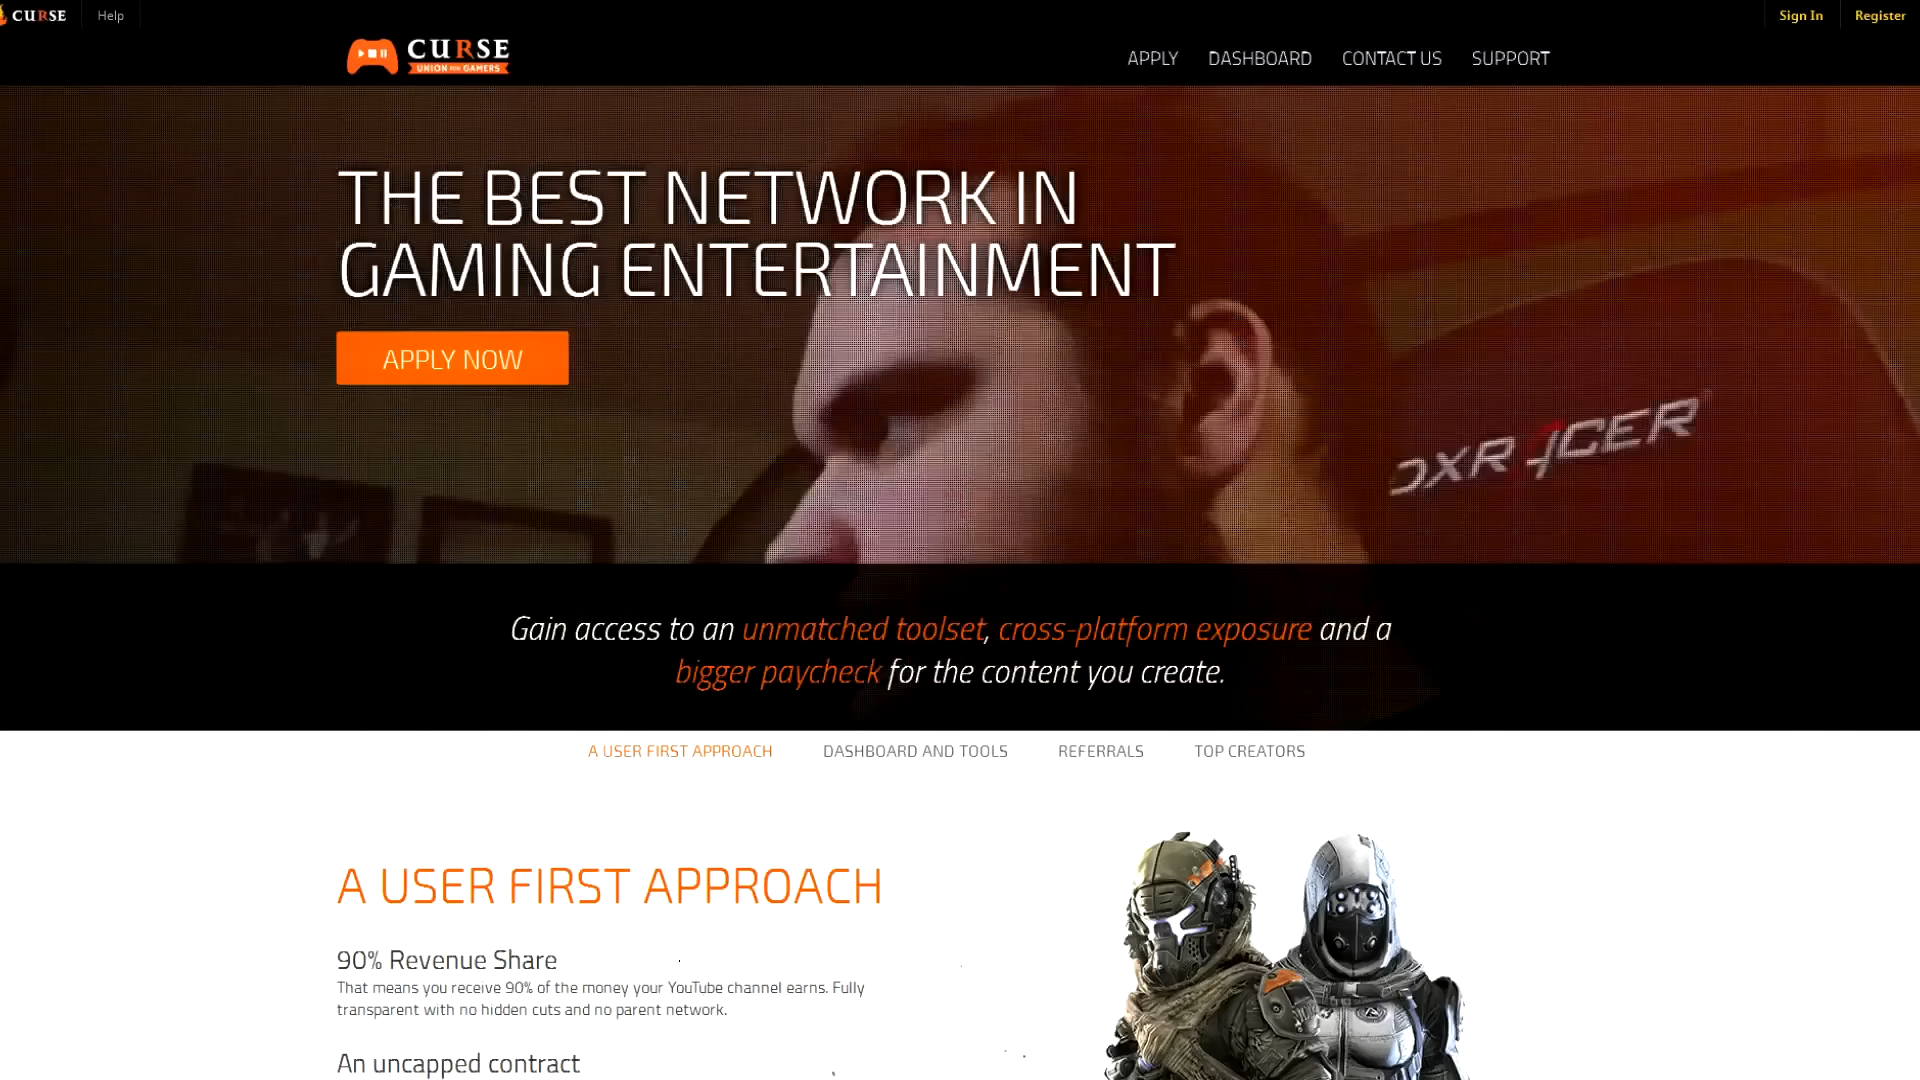 CURSE Help Sign In Register
CURSE
UNION FOR GAMERS
APPLY DASHBOARD CONTACT US SUPPORT
THE BEST NETWORK IN
GAMING ENTERTAINMENT
APPLY NOW
DXRACER
Gain access to an unmatched toolset, cross-platform exposure and a
bigger paycheck for the content you create.
A USER FIRST APPROACH DASHBOARD AND TOOLS REFERRALS TOP CREATORS
A USER FIRST APPROACH
90% Revenue Share
That means you receive 90% of the money your YouTube channel earns. Fully
transparent with no hidden cuts and no parent network.
An uncapped contract